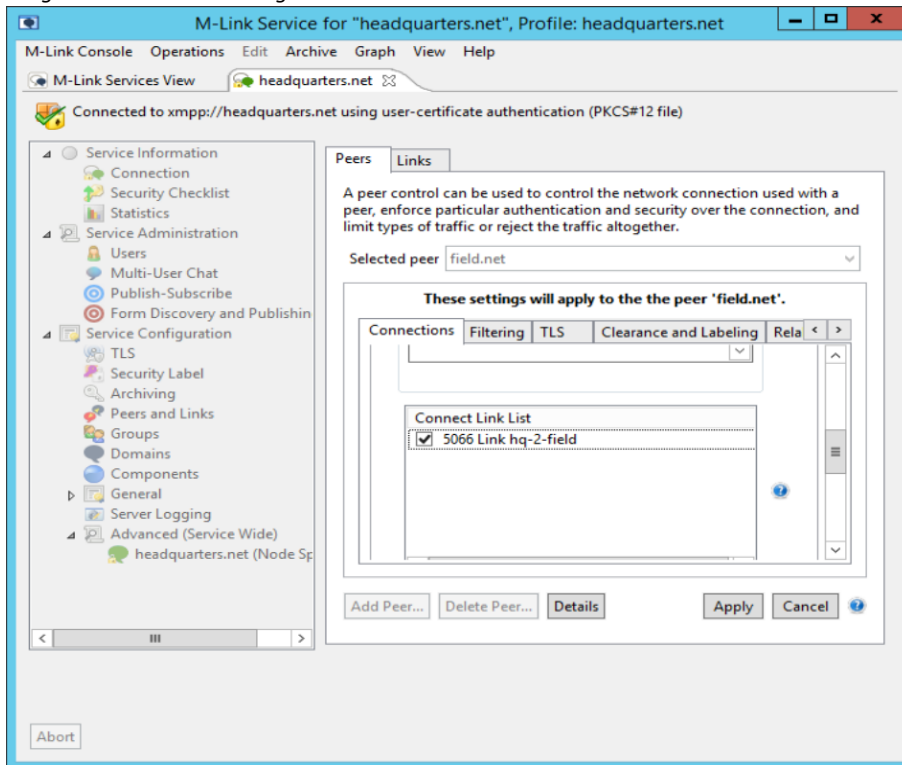 M-Link Service for "headquarters.net", Profile: headquarters.net
M-Link Console Operations Edit Archive Graph View Help
M-Link Services View headquarters.net
Connected to xmpp://headquarters.net using user-certificate authentication (PKCS#12 file)
Service Information
Connection
Security Checklist
Statistics
Service Administration
Users
Multi-User Chat
Publish-Subscribe
Form Discovery and Publishin
Service Configuration
TLS
Security Label
Archiving
Peers and Links
Groups
Domains
Components
General
Server Logging
Advanced (Service Wide)
headquarters.net (Node Sp
Peers Links
A peer control can be used to control the network connection used with a
peer, enforce particular authentication and security over the connection, and
limit types of traffic or reject the traffic altogether.
Selected peer field.net
These settings will apply to the the peer 'field.net'.
Connections Filtering TLS Clearance and Labeling Rela
Connect Link List
5066 Link hq-2-field
Add Peer... Delete Peer... Details Apply Cancel
Abort